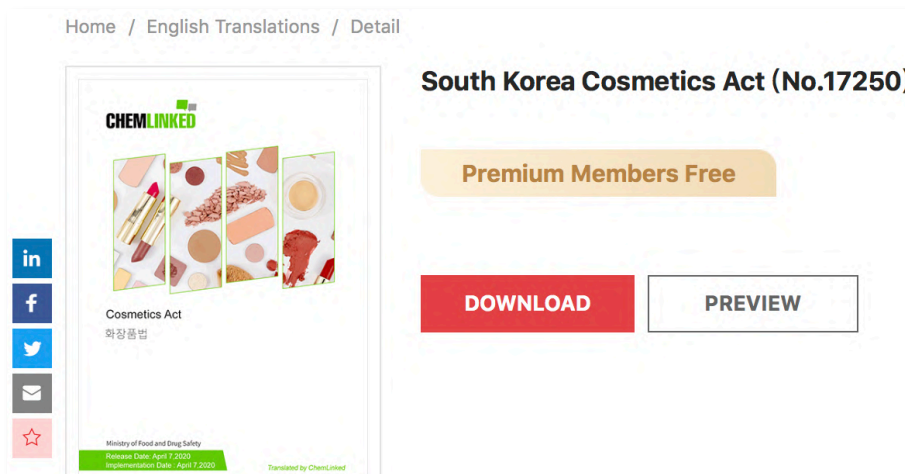 Home / English Translations / Detail
South Korea Cosmetics Act (No.17250)
CHEMLINKED
Premium Members Free
in
f
DOWNLOAD
PREVIEW
Cosmetics Act
화장품법
Ministry of Food and Drug Safety
Release Date: April 7,2020
Implementation Date : April 7,2020
Translated by ChemLinked